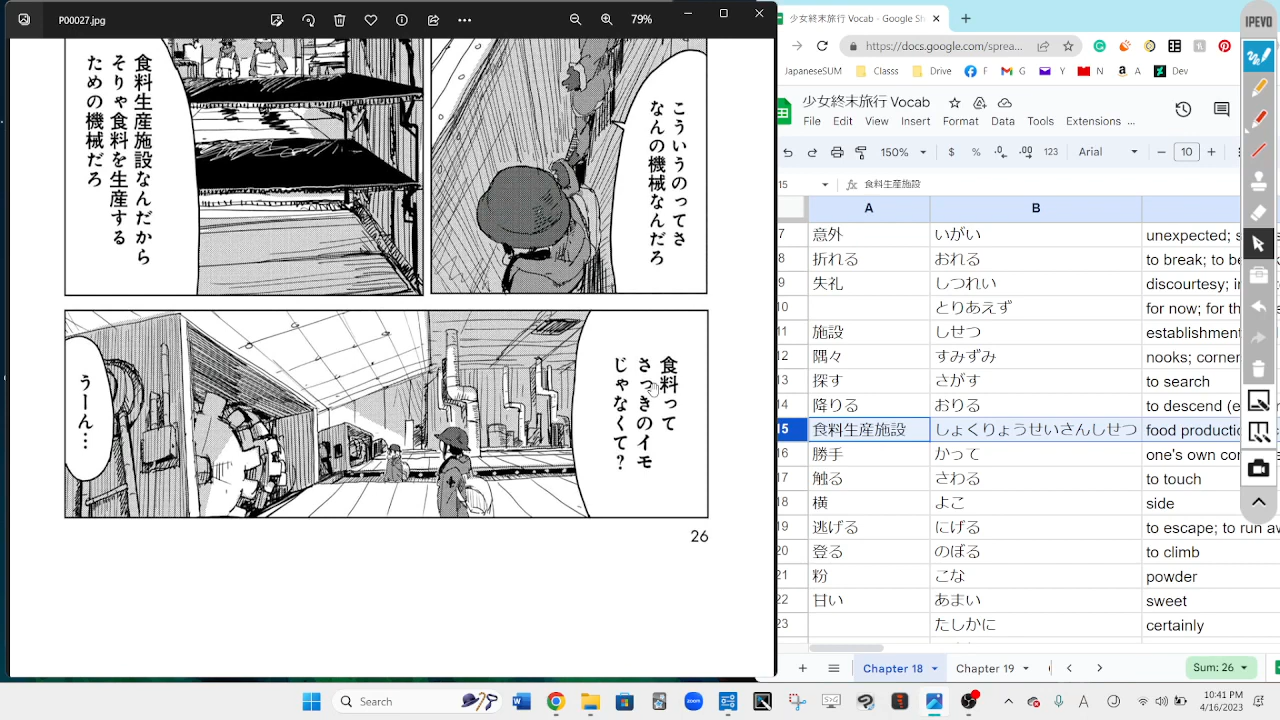 P00027.jpg
79%
こういうのってさ
なんの機械なんだろ
食料生産施設なんだから
そりゃ食料を生産する
ための機械だろ
食料って
さっきのイモ
じゃなくて?
うーん…
26
少女終末旅行 Vocab - Google Sh
https://docs.google.com/spread...
JapaneseSUM
Classs
Drive
F
G
Y
N
A
Dev
少女終末旅行 Vocab
View Insert Format Data Tools Extensions ...
150%
$ % .0 .00 123 Arial 10
15 fx 食料生産施設
A B
7 意外 いがい unexpected; s
8 折れる おれる to break; to be
9 失礼 しつれい discourtesy; in
10 とりあえず for now; for th
11 施設 しせつ establishment
12 隅々 すみずみ nooks; corner
13 探す さがす to search
14 降りる おりる to descend (e
15 食料生産施設 しょくりょうせいさんしせつ food productio
16 勝手 かって one's own con
17 触る さわる to touch
18 横 よこ side
19 逃げる にげる to escape; to run aw
20 登る のぼる to climb
21 粉 こな powder
22 甘い あまい sweet
23 たしかに certainly
Chapter 18 Chapter 19 Sum: 26
IPEVO
Search
zoom
10:41 PM
10/16/2023